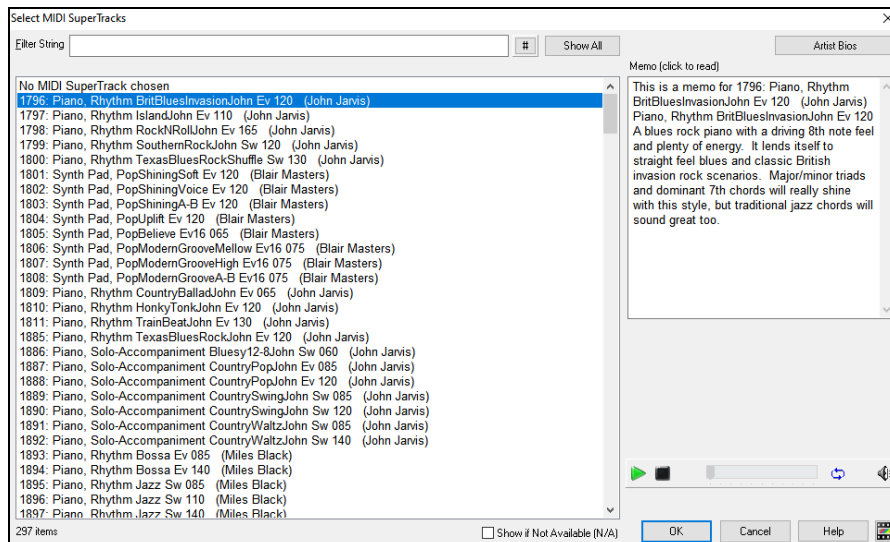 Select MIDI SuperTracks
Filter String
#
Show All
Artist Bios
Memo (click to read)
No MIDI SuperTrack chosen
1796: Piano, Rhythm BritBluesInvasionJohn Ev 120 (John Jarvis)
1797: Piano, Rhythm IslandJohn Ev 110 (John Jarvis)
1798: Piano, Rhythm RockNRollJohn Ev 165 (John Jarvis)
1799: Piano, Rhythm SouthernRockJohn Sw 120 (John Jarvis)
1800: Piano, Rhythm TexasBluesRockShuffle Sw 130 (John Jarvis)
1801: Synth Pad, PopShiningSoft Ev 120 (Blair Masters)
1802: Synth Pad, PopShiningVoice Ev 120 (Blair Masters)
1803: Synth Pad, PopShiningA-B Ev 120 (Blair Masters)
1804: Synth Pad, PopUplift Ev 120 (Blair Masters)
1805: Synth Pad, PopBelieve Ev16 065 (Blair Masters)
1806: Synth Pad, PopModernGrooveMellow Ev16 075 (Blair Masters)
1807: Synth Pad, PopModernGrooveHigh Ev16 075 (Blair Masters)
1808: Synth Pad, PopModernGrooveA-B Ev16 075 (Blair Masters)
1809: Piano, Rhythm CountryBalladJohn Ev 065 (John Jarvis)
1810: Piano, Rhythm HonkyTonkJohn Ev 120 (John Jarvis)
1811: Piano, Rhythm TrainBeatJohn Ev 130 (John Jarvis)
1885: Piano, Rhythm TexasBluesRockJohn Ev 120 (John Jarvis)
1886: Piano, Solo-Accompaniment Bluesy12-8John Sw 060 (John Jarvis)
1887: Piano, Solo-Accompaniment CountryPopJohn Ev 085 (John Jarvis)
1888: Piano, Solo-Accompaniment CountryPopJohn Ev 120 (John Jarvis)
1889: Piano, Solo-Accompaniment CountrySwingJohn Sw 085 (John Jarvis)
1890: Piano, Solo-Accompaniment CountrySwingJohn Sw 120 (John Jarvis)
1891: Piano, Solo-Accompaniment CountryWaltzJohn Sw 085 (John Jarvis)
1892: Piano, Solo-Accompaniment CountryWaltzJohn Sw 140 (John Jarvis)
1893: Piano, Rhythm Bossa Ev 085 (Miles Black)
1894: Piano, Rhythm Bossa Ev 140 (Miles Black)
1895: Piano, Rhythm Jazz Sw 085 (Miles Black)
1896: Piano, Rhythm Jazz Sw 110 (Miles Black)
1897: Piano, Rhythm Jazz Sw 140 (Miles Black)
This is a memo for 1796: Piano, Rhythm
BritBluesInvasionJohn Ev 120 (John Jarvis)
Piano, Rhythm BritBluesInvasionJohn Ev 120
A blues rock piano with a driving 8th note feel
and plenty of energy. It lends itself to
straight feel blues and classic British
invasion rock scenarios. Major/minor triads
and dominant 7th chords will really shine
with this style, but traditional jazz chords will
sound great too.
297 items
Show if Not Available (N/A)
OK
Cancel
Help